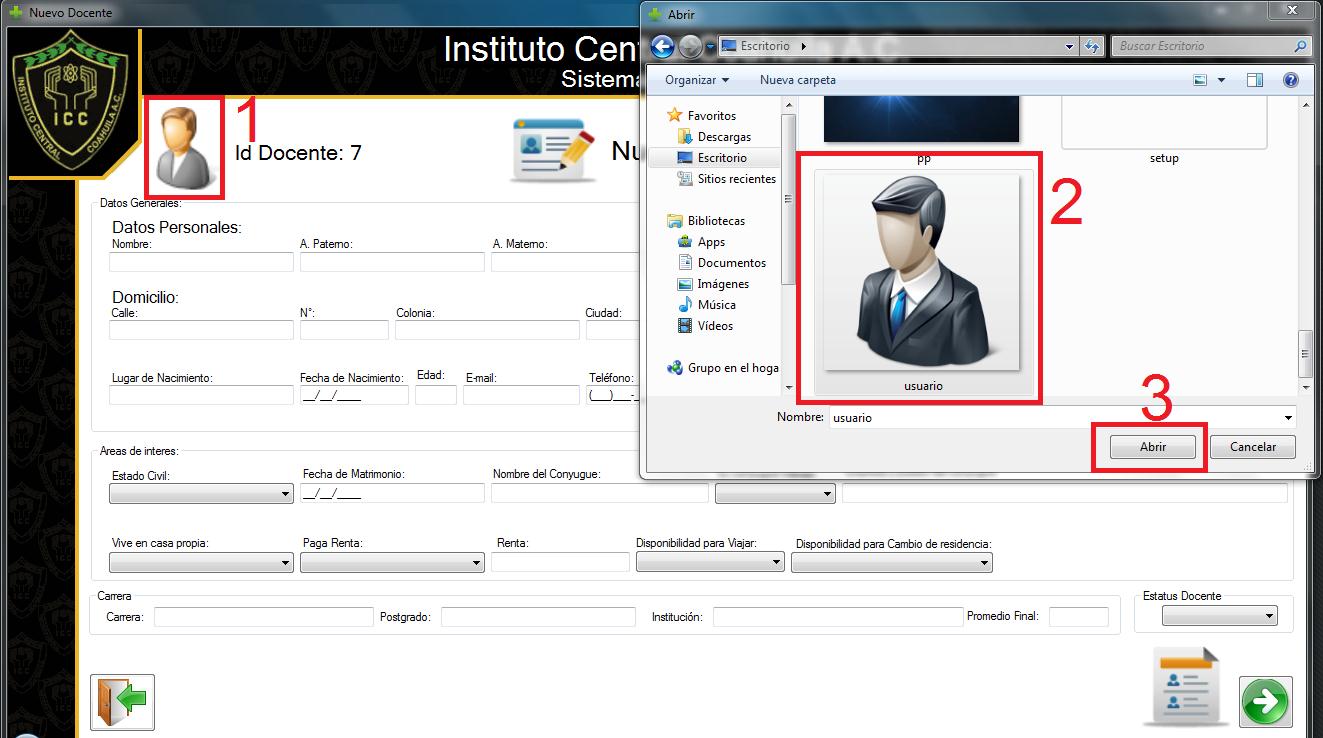 Nuevo Docente
Abrir
Escritorio
Buscar Escritorio
Organizar
Nueva carpeta
Instituto Cen
Coahuila A.C.
Sistema
INSTITUTO CENTRAL COAHUILA A.C.
ICC
1
Id Docente: 7
Nu
Favoritos
Descargas
Escritorio
Sitios recientes
Bibliotecas
Apps
Documentos
Imágenes
Música
Vídeos
Grupo en el hoga
pp
setup
2
usuario
Nombre:
usuario
3
Abrir
Cancelar
Datos Generales:
Datos Personales:
Nombre:
A. Paterno:
A. Materno:
Domicilio:
Calle:
N°:
Colonia:
Ciudad:
Lugar de Nacimiento:
Fecha de Nacimiento:
Edad:
E-mail:
Teléfono:
__/__/____
(___)___-_
Areas de interes:
Estado Civil:
Fecha de Matrimonio:
Nombre del Conyugue:
__/__/____
Vive en casa propia:
Paga Renta:
Renta:
Disponibilidad para Viajar:
Disponibilidad para Cambio de residencia:
Carrera
Carrera:
Postgrado:
Institución:
Promedio Final:
Estatus Docente